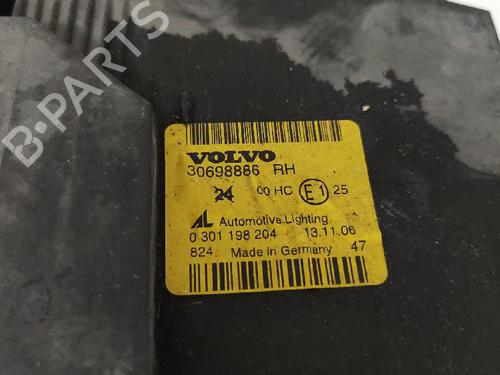 B-PARTS
VOLVO
30698886 RH
24 00 HC E1 25
AL Automotive Lighting
0 301 198 204 13.11.06
824 Made in Germany 47